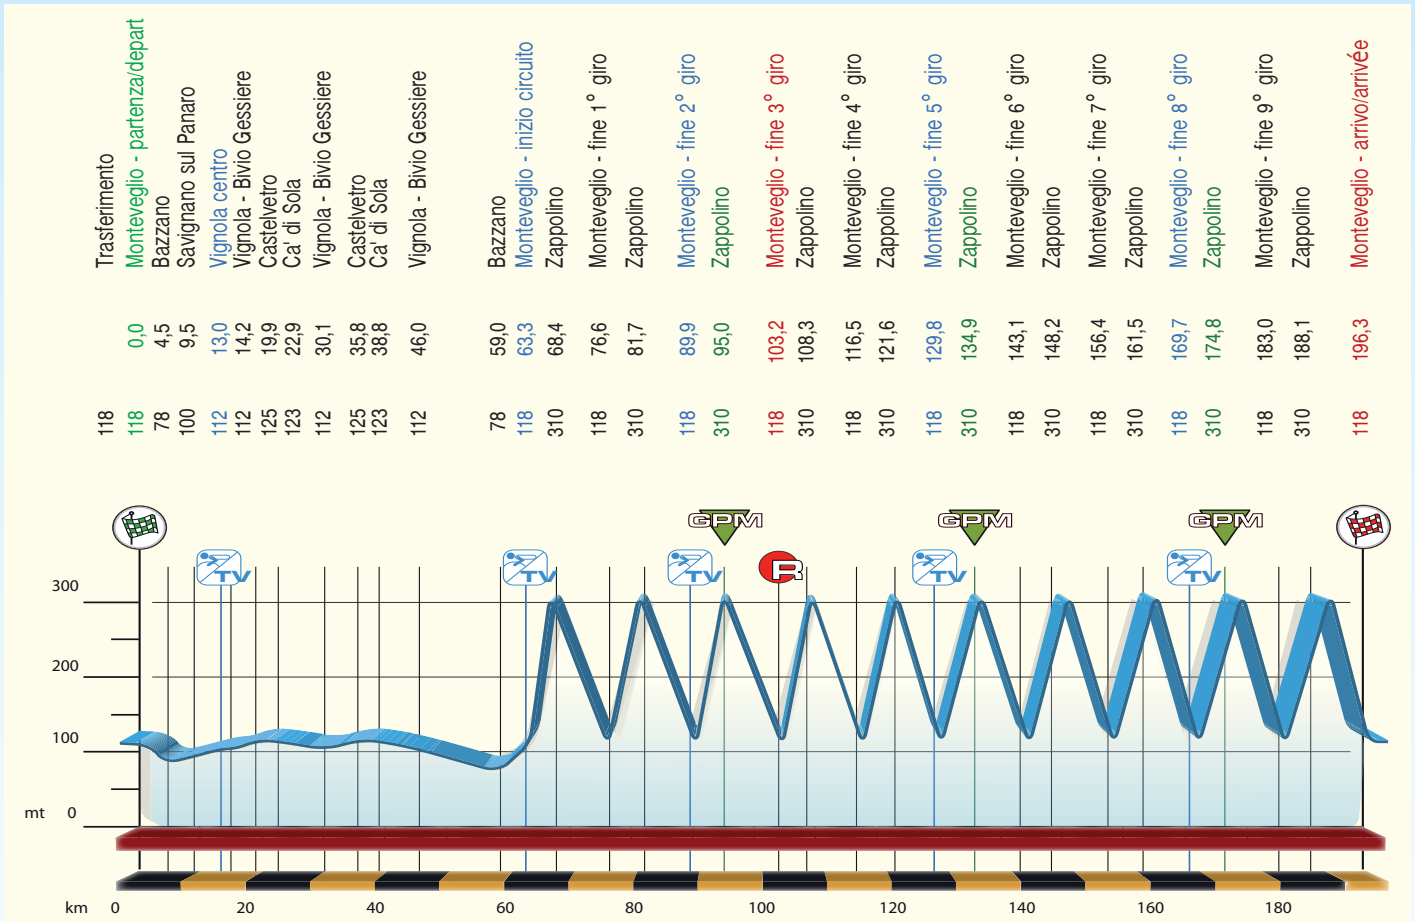 Trasferimento 118
Monteveglio - partenza/depart 0,0 118
Bazzano 4,5 78
Savignano sul Panaro 9,5 100
Vignola centro 13,0 112
Vignola - Bivio Gessiere 14,2 112
Castelvetro 19,9 125
Ca' di Sola 22,9 123
Vignola - Bivio Gessiere 30,1 112
Castelvetro 35,8 125
Ca' di Sola 38,8 123
Vignola - Bivio Gessiere 46,0 112
Bazzano 59,0 78
Monteveglio - inizio circuito 63,3 118
Zappolino 68,4 310
Monteveglio - fine 1° giro 76,6 118
Zappolino 81,7 310
Monteveglio - fine 2° giro 89,9 118
Zappolino 95,0 310
Monteveglio - fine 3° giro 103,2 118
Zappolino 108,3 310
Monteveglio - fine 4° giro 116,5 118
Zappolino 121,6 310
Monteveglio - fine 5° giro 129,8 118
Zappolino 134,9 310
Monteveglio - fine 6° giro 143,1 118
Zappolino 148,2 310
Monteveglio - fine 7° giro 156,4 118
Zappolino 161,5 310
Monteveglio - fine 8° giro 169,7 118
Zappolino 174,8 310
Monteveglio - fine 9° giro 183,0 118
Zappolino 188,1 310
Monteveglio - arrivo/arrivée 196,3 118
GPM GPM GPM
TV TV TV R TV TV
300
200
100
mt 0
km 0 20 40 60 80 100 120 140 160 180